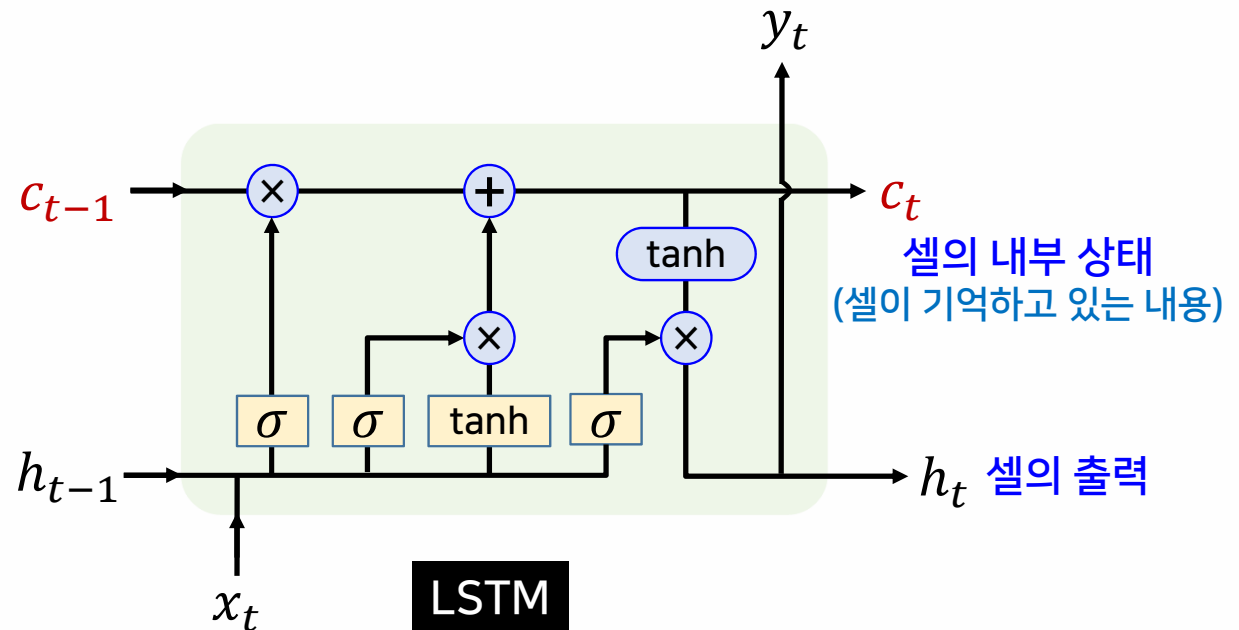 y_t
c_{t-1}
×
+
c_t
tanh
셀의 내부 상태
(셀이 기억하고 있는 내용)
×
×
σ
σ
tanh
σ
h_{t-1}
h_t 셀의 출력
x_t
LSTM